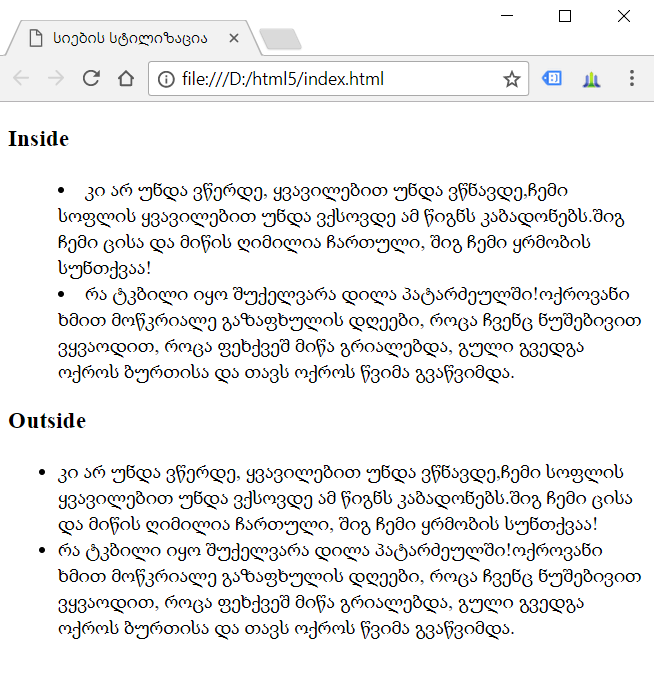 სიების სტილიზაცია
file:///D:/html5/index.html
Inside
• კი არ უნდა ვწერდე, ყვავილებით უნდა ვწნავდე,ჩემი
სოფლის ყვავილებით უნდა ვქსოვდე ამ წიგნს კაბადონებს.შიგ
ჩემი ცისა და მიწის ღიმილია ჩართული, შიგ ჩემი ყრმობის
სუნთქვაა!
• რა ტკბილი იყო შუქელვარა დილა პატარძეულში!ოქროვანი
ხმით მოწკრიალე გაზაფხულის დღეები, როცა ჩვენც ნუშებივით
ვყვაოდით, როცა ფეხქვეშ მიწა გრიალებდა, გული გვედგა
ოქროს ბურთისა და თავს ოქროს წვიმა გვაწვიმდა.
Outside
• კი არ უნდა ვწერდე, ყვავილებით უნდა ვწნავდე,ჩემი სოფლის
ყვავილებით უნდა ვქსოვდე ამ წიგნს კაბადონებს.შიგ ჩემი ცისა
და მიწის ღიმილია ჩართული, შიგ ჩემი ყრმობის სუნთქვაა!
• რა ტკბილი იყო შუქელვარა დილა პატარძეულში!ოქროვანი
ხმით მოწკრიალე გაზაფხულის დღეები, როცა ჩვენც ნუშებივით
ვყვაოდით, როცა ფეხქვეშ მიწა გრიალებდა, გული გვედგა
ოქროს ბურთისა და თავს ოქროს წვიმა გვაწვიმდა.